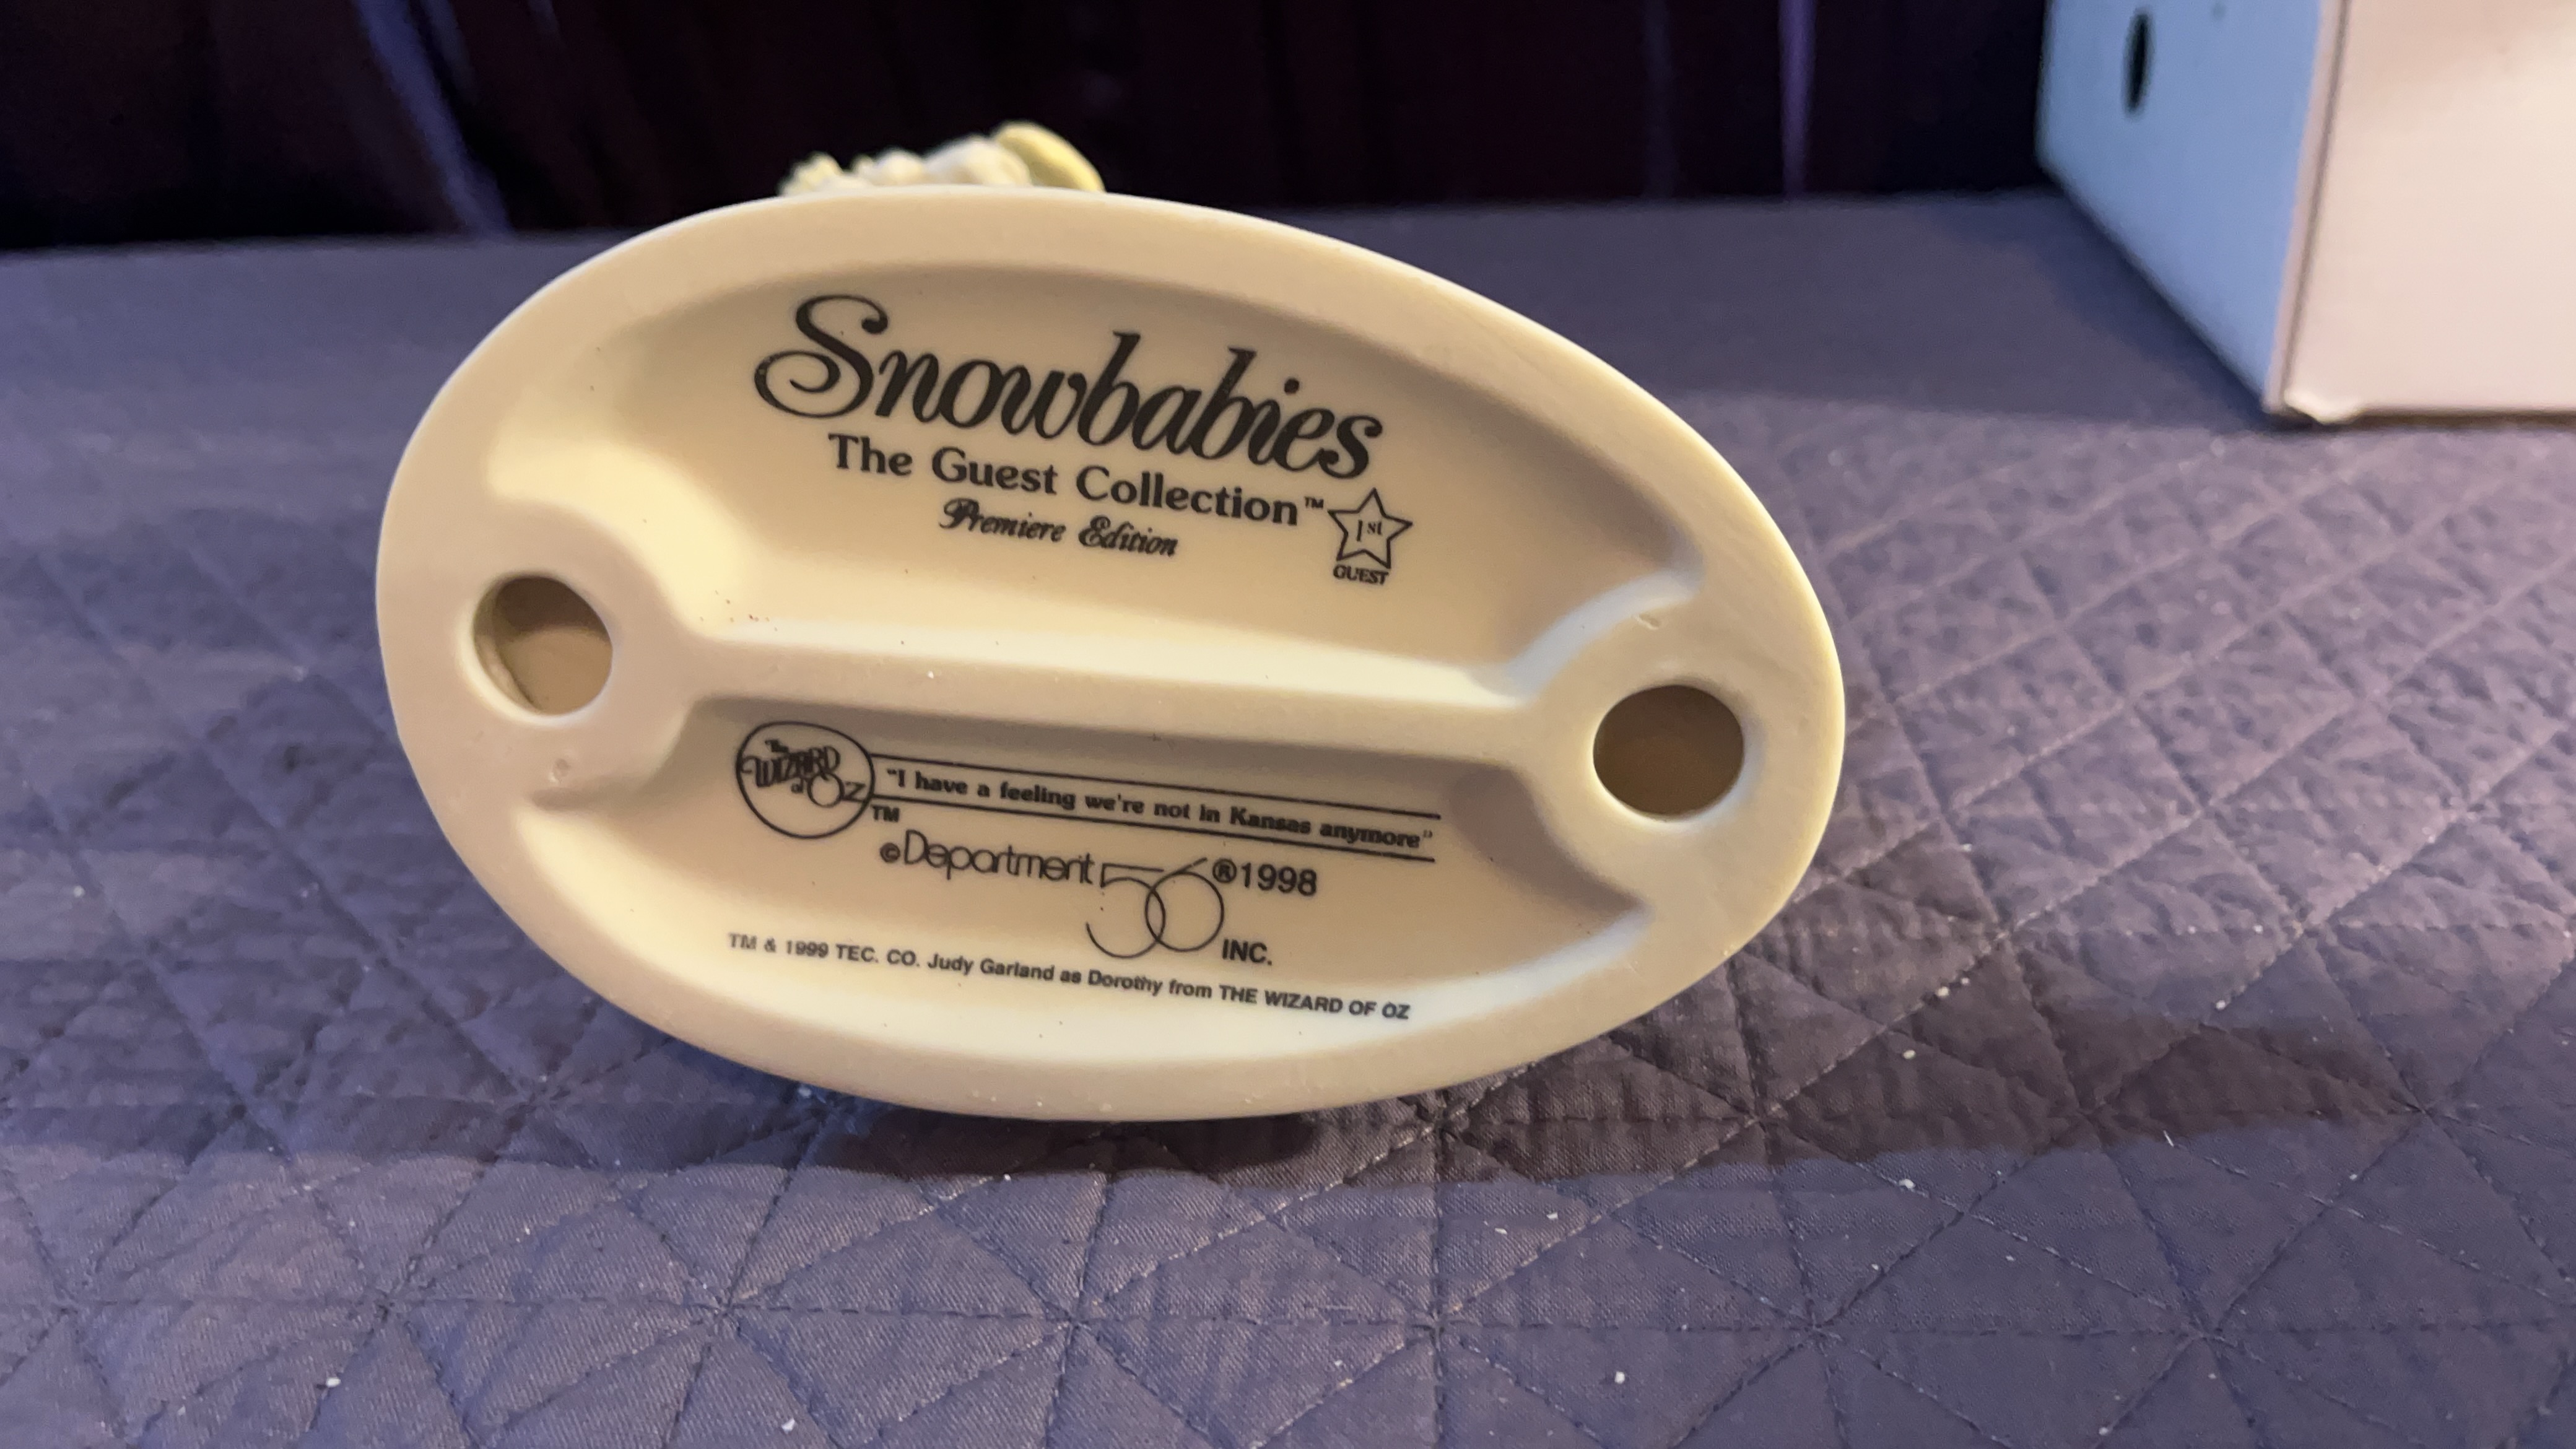 Snowbabies
The Guest Collection™
Premiere Edition
1st
GUEST
The
WIZARD
of OZ
TM
"I have a feeling we're not in Kansas anymore"
©Department 56®1998
INC.
TM & 1999 TEC. CO. Judy Garland as Dorothy from THE WIZARD OF OZ